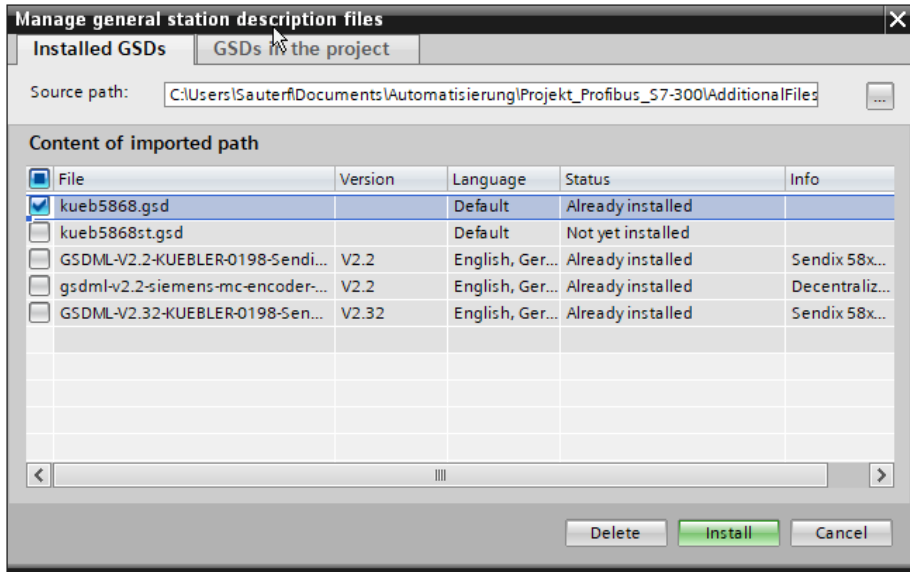 Manage general station description files
Installed GSDs GSDs in the project
Source path: C:\Users\Sauterfi\Documents\Automatisierung\Projekt_Profibus_S7-300\AdditionalFiles ...
Content of imported path
File Version Language Status Info
kueb5868.gsd Default Already installed
kueb5868st.gsd Default Not yet installed
GSDML-V2.2-KUEBLER-0198-Sendi... V2.2 English, Ger... Already installed Sendix 58x...
gsdml-v2.2-siemens-mc-encoder-... V2.2 English, Ger... Already installed Decentraliz...
GSDML-V2.32-KUEBLER-0198-Sen... V2.32 English, Ger... Already installed Sendix 58x...
Delete Install Cancel